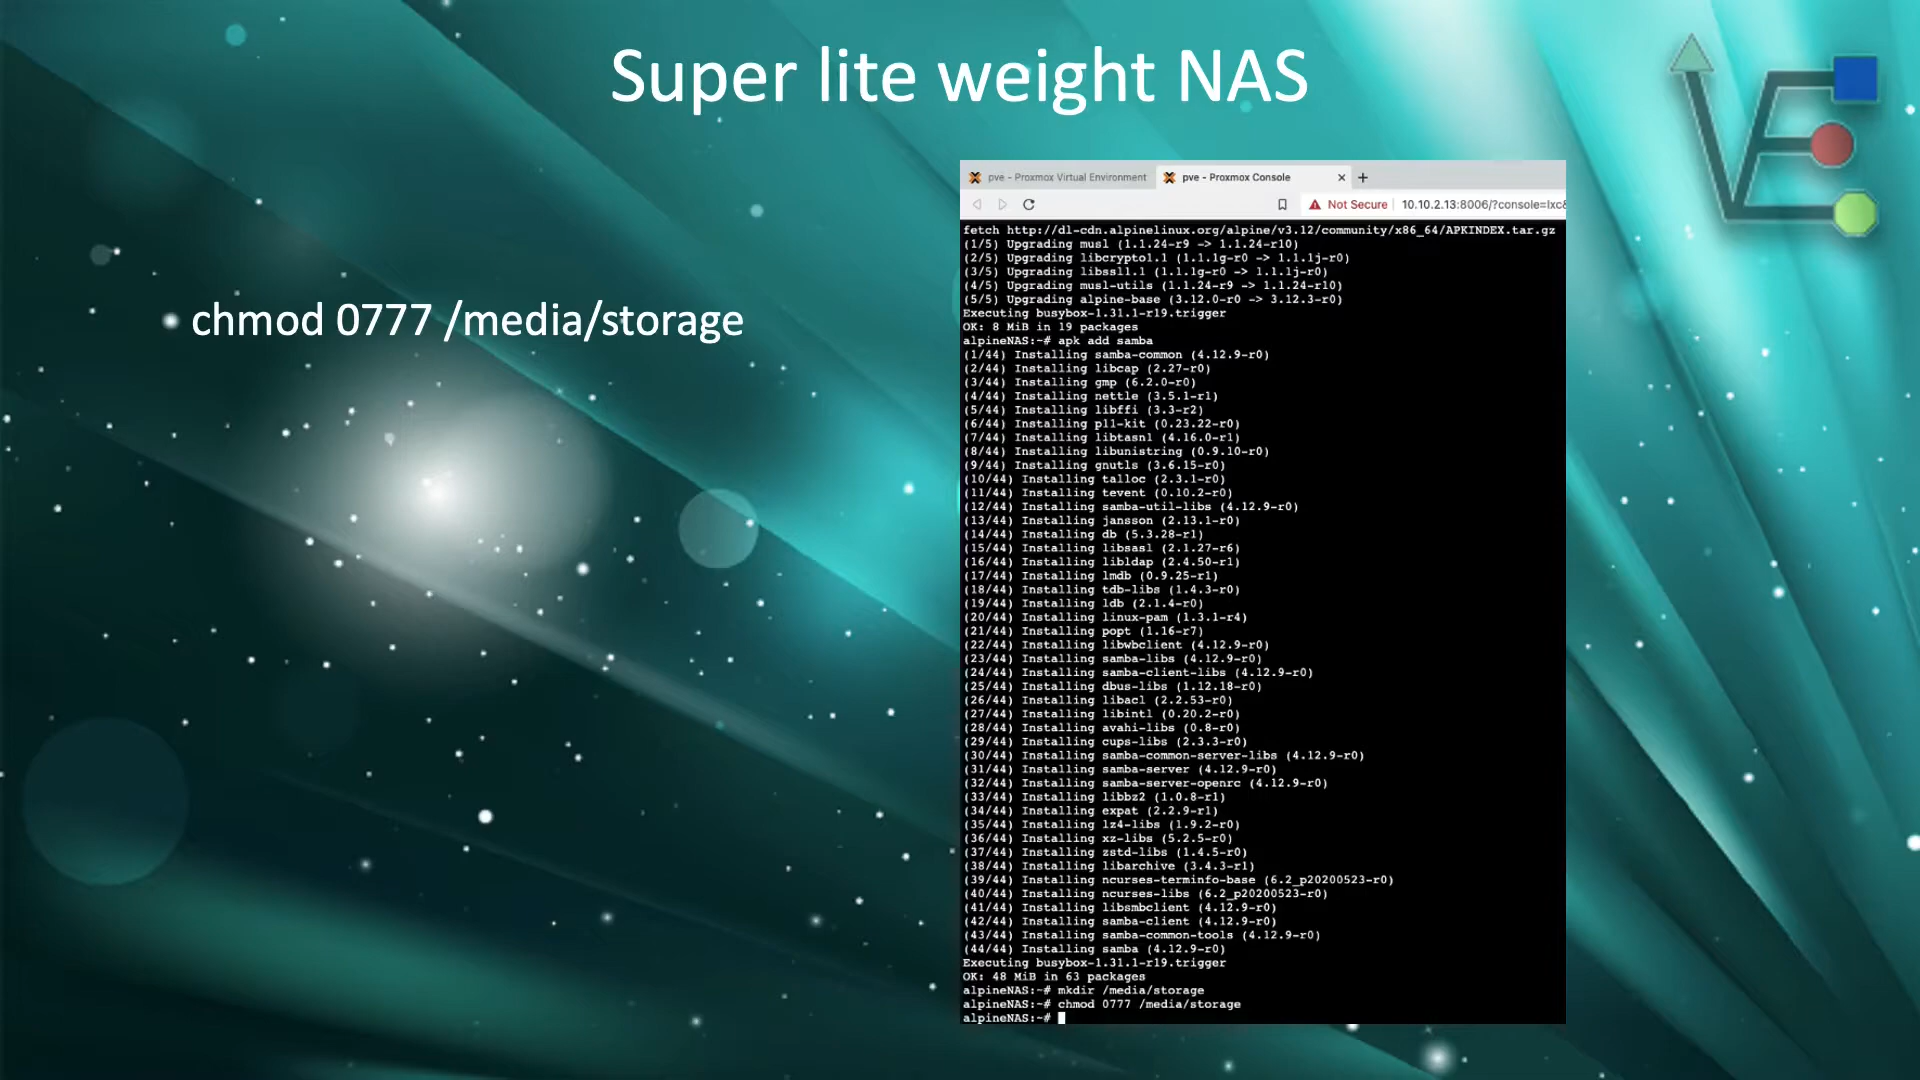 Super lite weight NAS
• chmod 0777 /media/storage
pve - Proxmox Virtual Environment
pve - Proxmox Console
Not Secure
10.10.2.13:8006/?console=lxc&
fetch http://dl-cdn.alpinelinux.org/alpine/v3.12/community/x86_64/APKINDEX.tar.gz
(1/5) Upgrading musl (1.1.24-r9 -> 1.1.24-r10)
(2/5) Upgrading libcrypto1.1 (1.1.1g-r0 -> 1.1.1j-r0)
(3/5) Upgrading libssl1.1 (1.1.1g-r0 -> 1.1.1j-r0)
(4/5) Upgrading musl-utils (1.1.24-r9 -> 1.1.24-r10)
(5/5) Upgrading alpine-base (3.12.0-r0 -> 3.12.3-r0)
Executing busybox-1.31.1-r19.trigger
OK: 8 MiB in 19 packages
alpineNAS:~# apk add samba
(1/44) Installing samba-common (4.12.9-r0)
(2/44) Installing libcap (2.27-r0)
(3/44) Installing gmp (6.2.0-r0)
(4/44) Installing nettle (3.5.1-r1)
(5/44) Installing libffi (3.3-r2)
(6/44) Installing p11-kit (0.23.22-r0)
(7/44) Installing libtasn1 (4.16.0-r1)
(8/44) Installing libunistring (0.9.10-r0)
(9/44) Installing gnutls (3.6.15-r0)
(10/44) Installing talloc (2.3.1-r0)
(11/44) Installing tevent (0.10.2-r0)
(12/44) Installing samba-util-libs (4.12.9-r0)
(13/44) Installing jansson (2.13.1-r0)
(14/44) Installing db (5.3.28-r1)
(15/44) Installing libsasl (2.1.27-r6)
(16/44) Installing libldap (2.4.50-r1)
(17/44) Installing lmdb (0.9.25-r1)
(18/44) Installing tdb-libs (1.4.3-r0)
(19/44) Installing ldb (2.1.4-r0)
(20/44) Installing linux-pam (1.3.1-r4)
(21/44) Installing popt (1.16-r7)
(22/44) Installing libwbclient (4.12.9-r0)
(23/44) Installing samba-libs (4.12.9-r0)
(24/44) Installing samba-client-libs (4.12.9-r0)
(25/44) Installing dbus-libs (1.12.18-r0)
(26/44) Installing libacl (2.2.53-r0)
(27/44) Installing libintl (0.20.2-r0)
(28/44) Installing avahi-libs (0.8-r0)
(29/44) Installing cups-libs (2.3.3-r0)
(30/44) Installing samba-common-server-libs (4.12.9-r0)
(31/44) Installing samba-server (4.12.9-r0)
(32/44) Installing samba-server-openrc (4.12.9-r0)
(33/44) Installing libbz2 (1.0.8-r1)
(34/44) Installing expat (2.2.9-r1)
(35/44) Installing lz4-libs (1.9.2-r0)
(36/44) Installing xz-libs (5.2.5-r0)
(37/44) Installing zstd-libs (1.4.5-r0)
(38/44) Installing libarchive (3.4.3-r1)
(39/44) Installing ncurses-terminfo-base (6.2_p20200523-r0)
(40/44) Installing ncurses-libs (6.2_p20200523-r0)
(41/44) Installing libsmbclient (4.12.9-r0)
(42/44) Installing samba-client (4.12.9-r0)
(43/44) Installing samba-common-tools (4.12.9-r0)
(44/44) Installing samba (4.12.9-r0)
Executing busybox-1.31.1-r19.trigger
OK: 48 MiB in 63 packages
alpineNAS:~# mkdir /media/storage
alpineNAS:~# chmod 0777 /media/storage
alpineNAS:~#